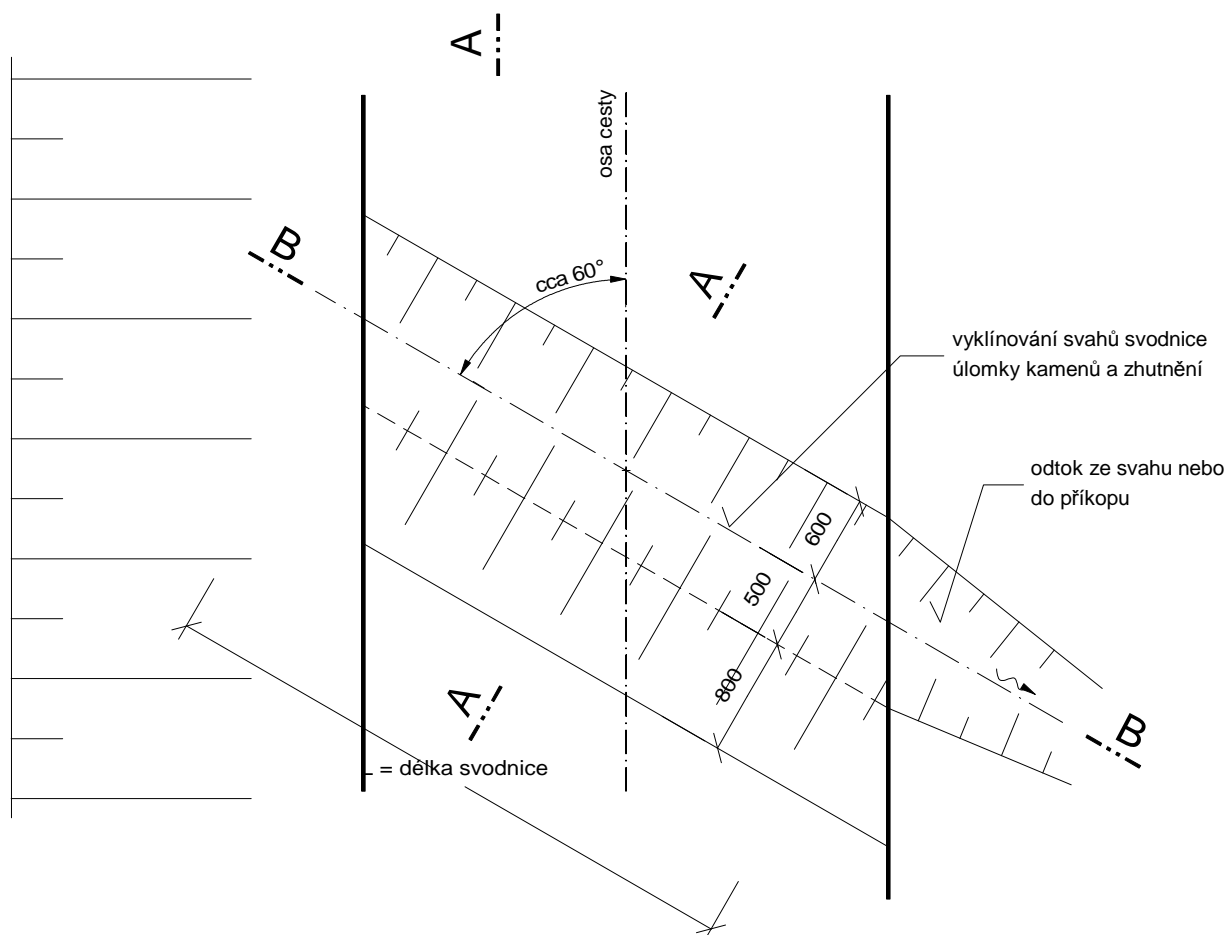 A
osa cesty
B
cca 60°
A
vyklínování svahů svodnice
úlomky kamenů a zhutnění
odtok ze svahu nebo
do příkopu
600
500
800
A
B
L = délka svodnice